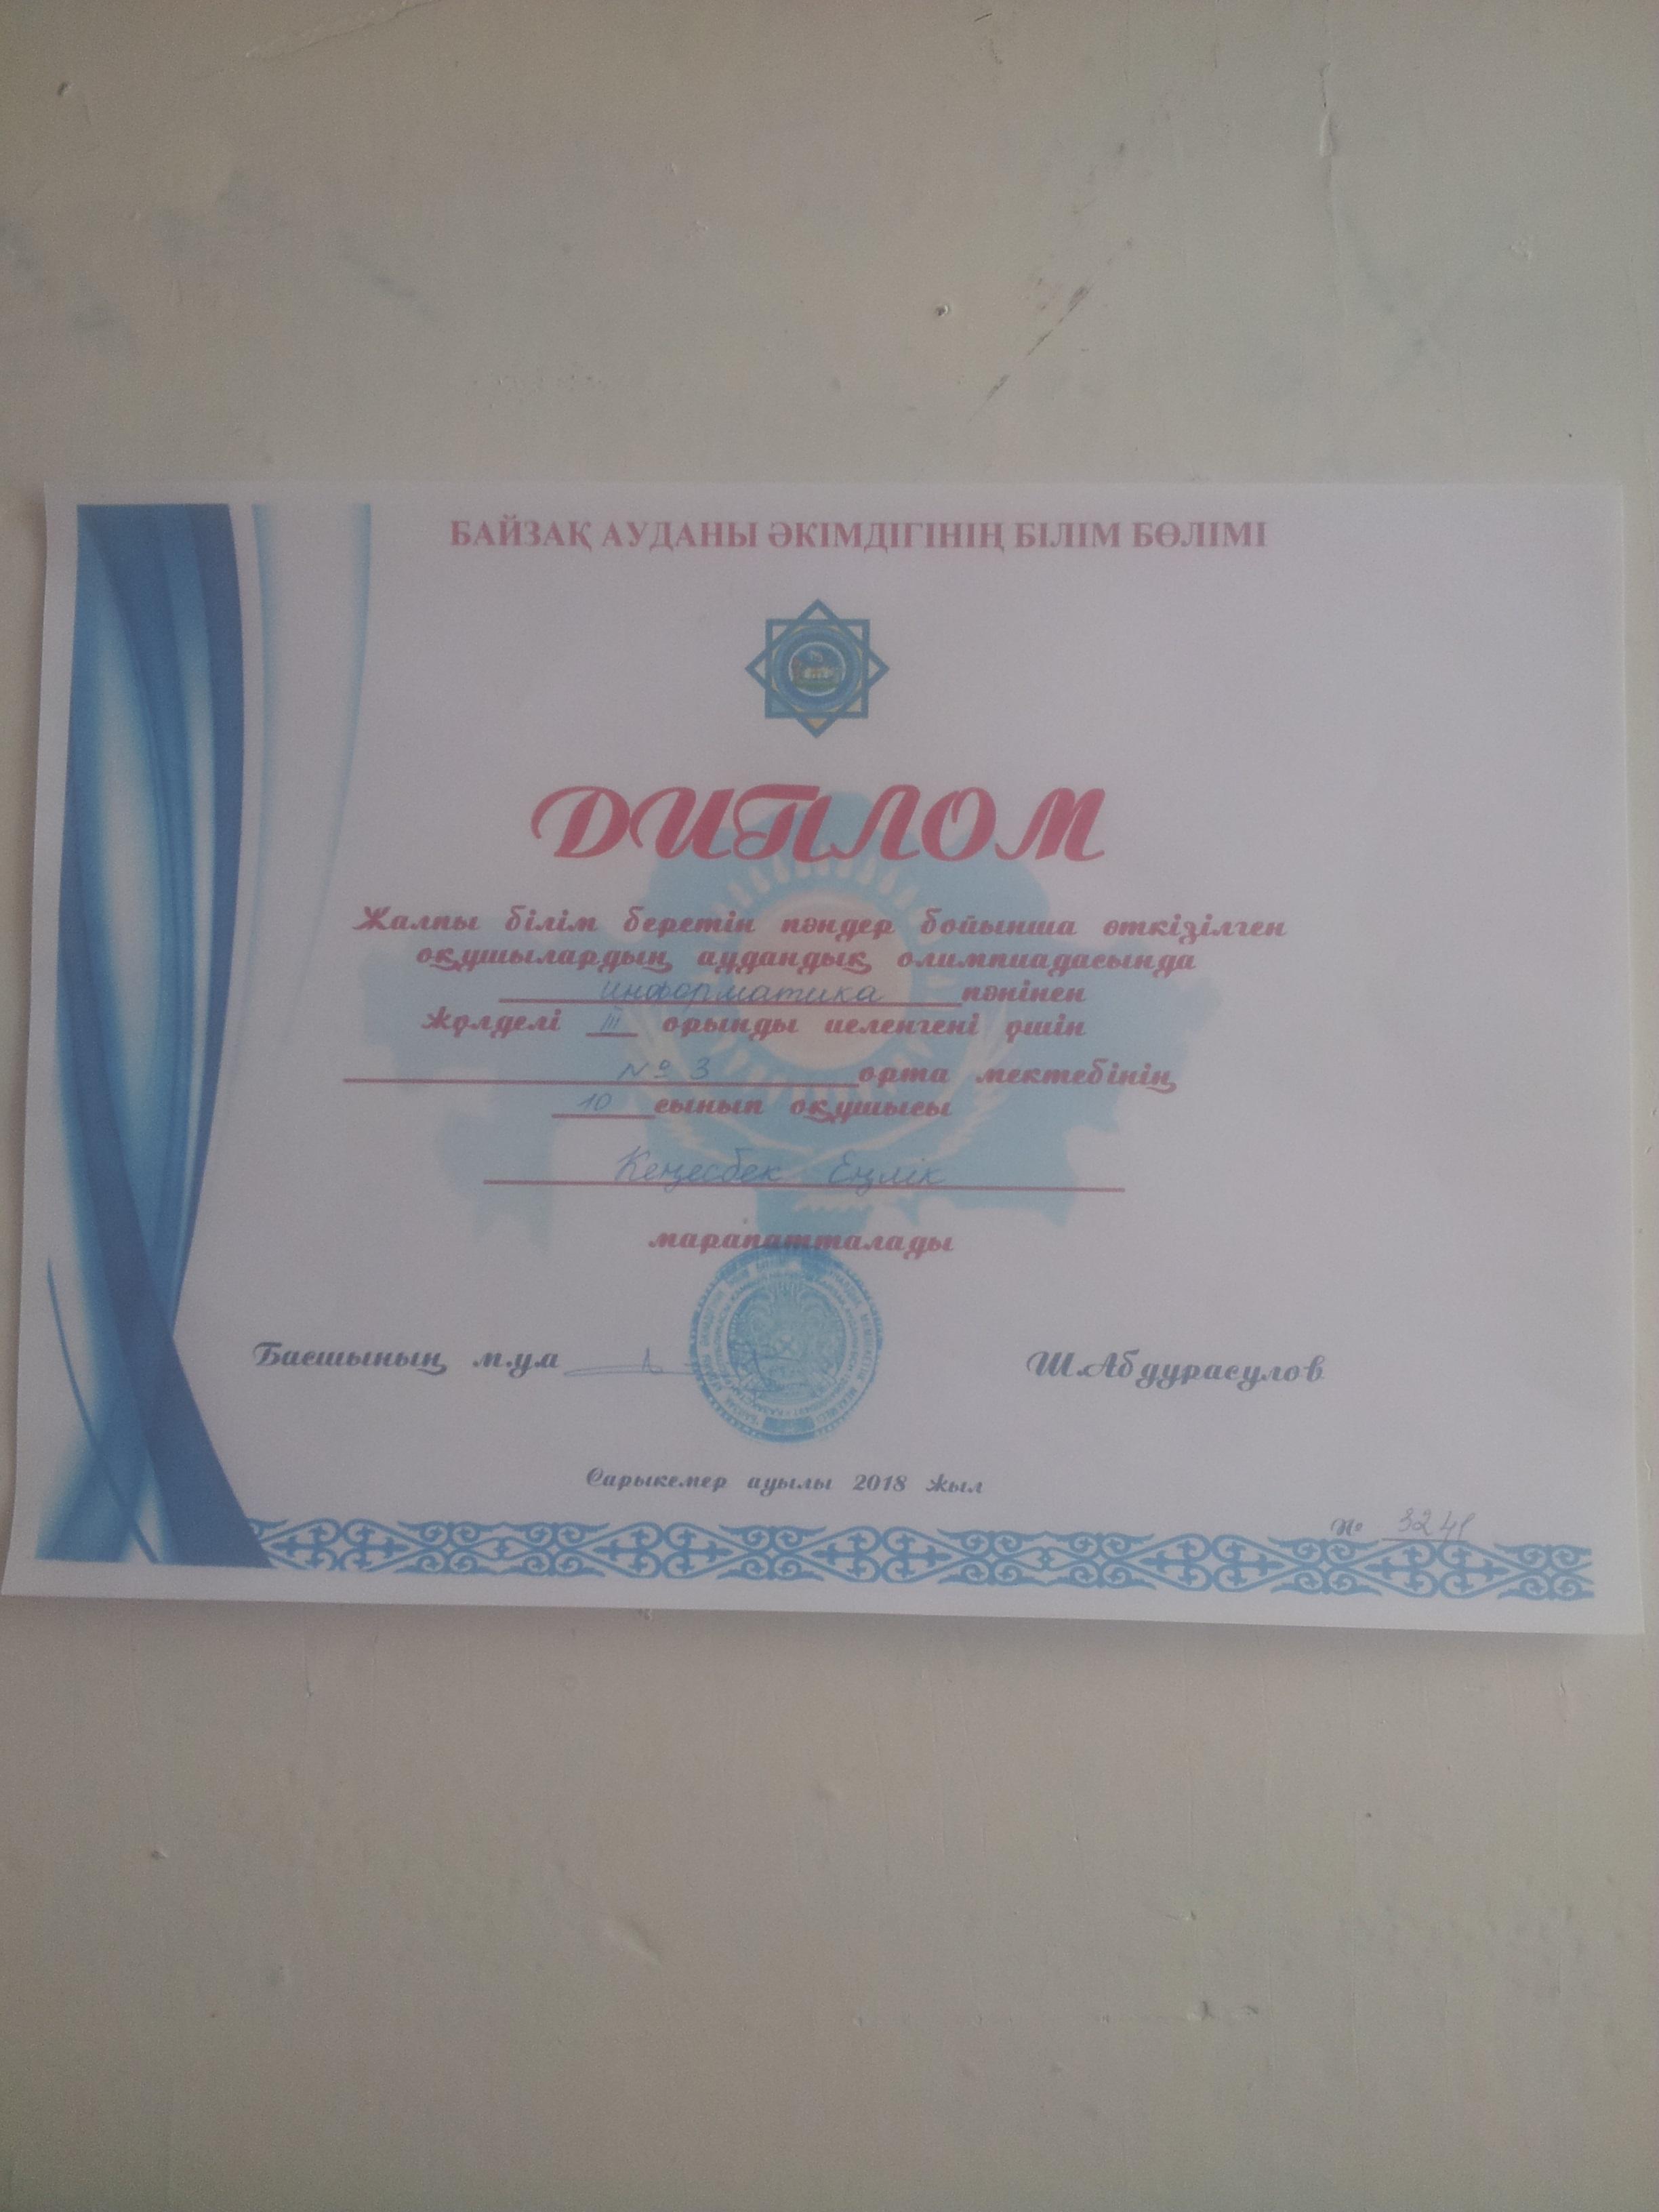 БАЙЗАҚ АУДАНЫ ӘКІМДІГІНІҢ БІЛІМ БӨЛІМІ
ДИПЛОМ
Жалпы білім беретін пәндер бойынша өткізілген
оқушылардың аудандық олимпиадасында
информатика пәнінен
жүлделі III орынды иеленгені үшін
№ 3 орта мектебінің
10 сынып оқушысы
Кеңесбек Еңлік
марапатталады
Басшының м.у.а Ш.Абдурасулов
Сарыкемер ауылы 2018 жыл
№ 3241